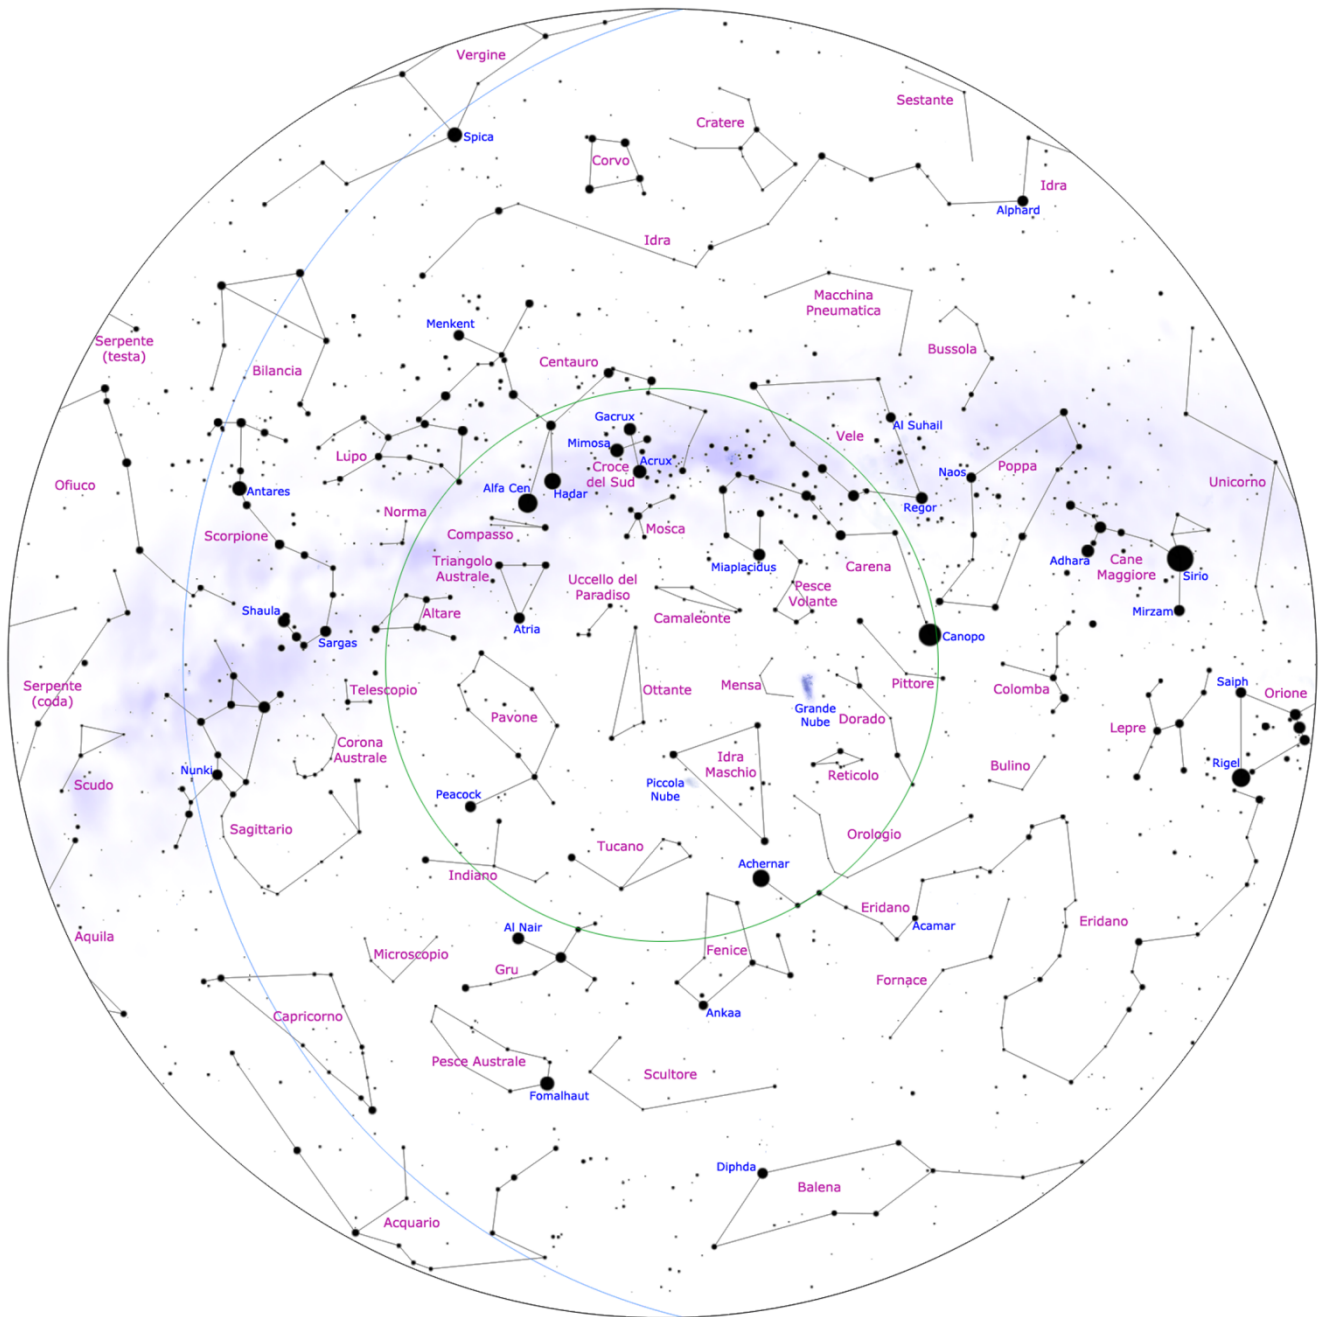 Vergine
Sestante
Cratere
Spica
Corvo
Idra
Alphard
Idra
Macchina
Pneumatica
Menkent
Serpente
(testa)
Bussola
Centauro
Bilancia
Gacrux
Al Suhail
Mimosa
Vele
Lupo
Acrux
Croce
del Sud
Naos
Poppa
Ofiuco
Antares
Alfa Cen
Hadar
Unicorno
Norma
Regor
Scorpione
Compasso
Mosca
Triangolo
Australe
Miaplacidus
Carena
Adhara
Cane
Maggiore
Sirio
Uccello del
Paradiso
Pesce
Volante
Shaula
Altare
Camaleonte
Mirzam
Atria
Sargas
Canopo
Serpente
(coda)
Telescopio
Ottante
Mensa
Pittore
Colomba
Saiph
Orione
Grande
Nube
Pavone
Dorado
Lepre
Corona
Australe
Idra
Maschio
Nunki
Scudo
Piccola
Nube
Reticolo
Bulino
Rigel
Peacock
Sagittario
Orologio
Tucano
Achernar
Indiano
Eridano
Acamar
Eridano
Aquila
Al Nair
Microscopio
Gru
Fenice
Fornace
Capricorno
Ankaa
Pesce Australe
Scultore
Fomalhaut
Diphda
Balena
Acquario